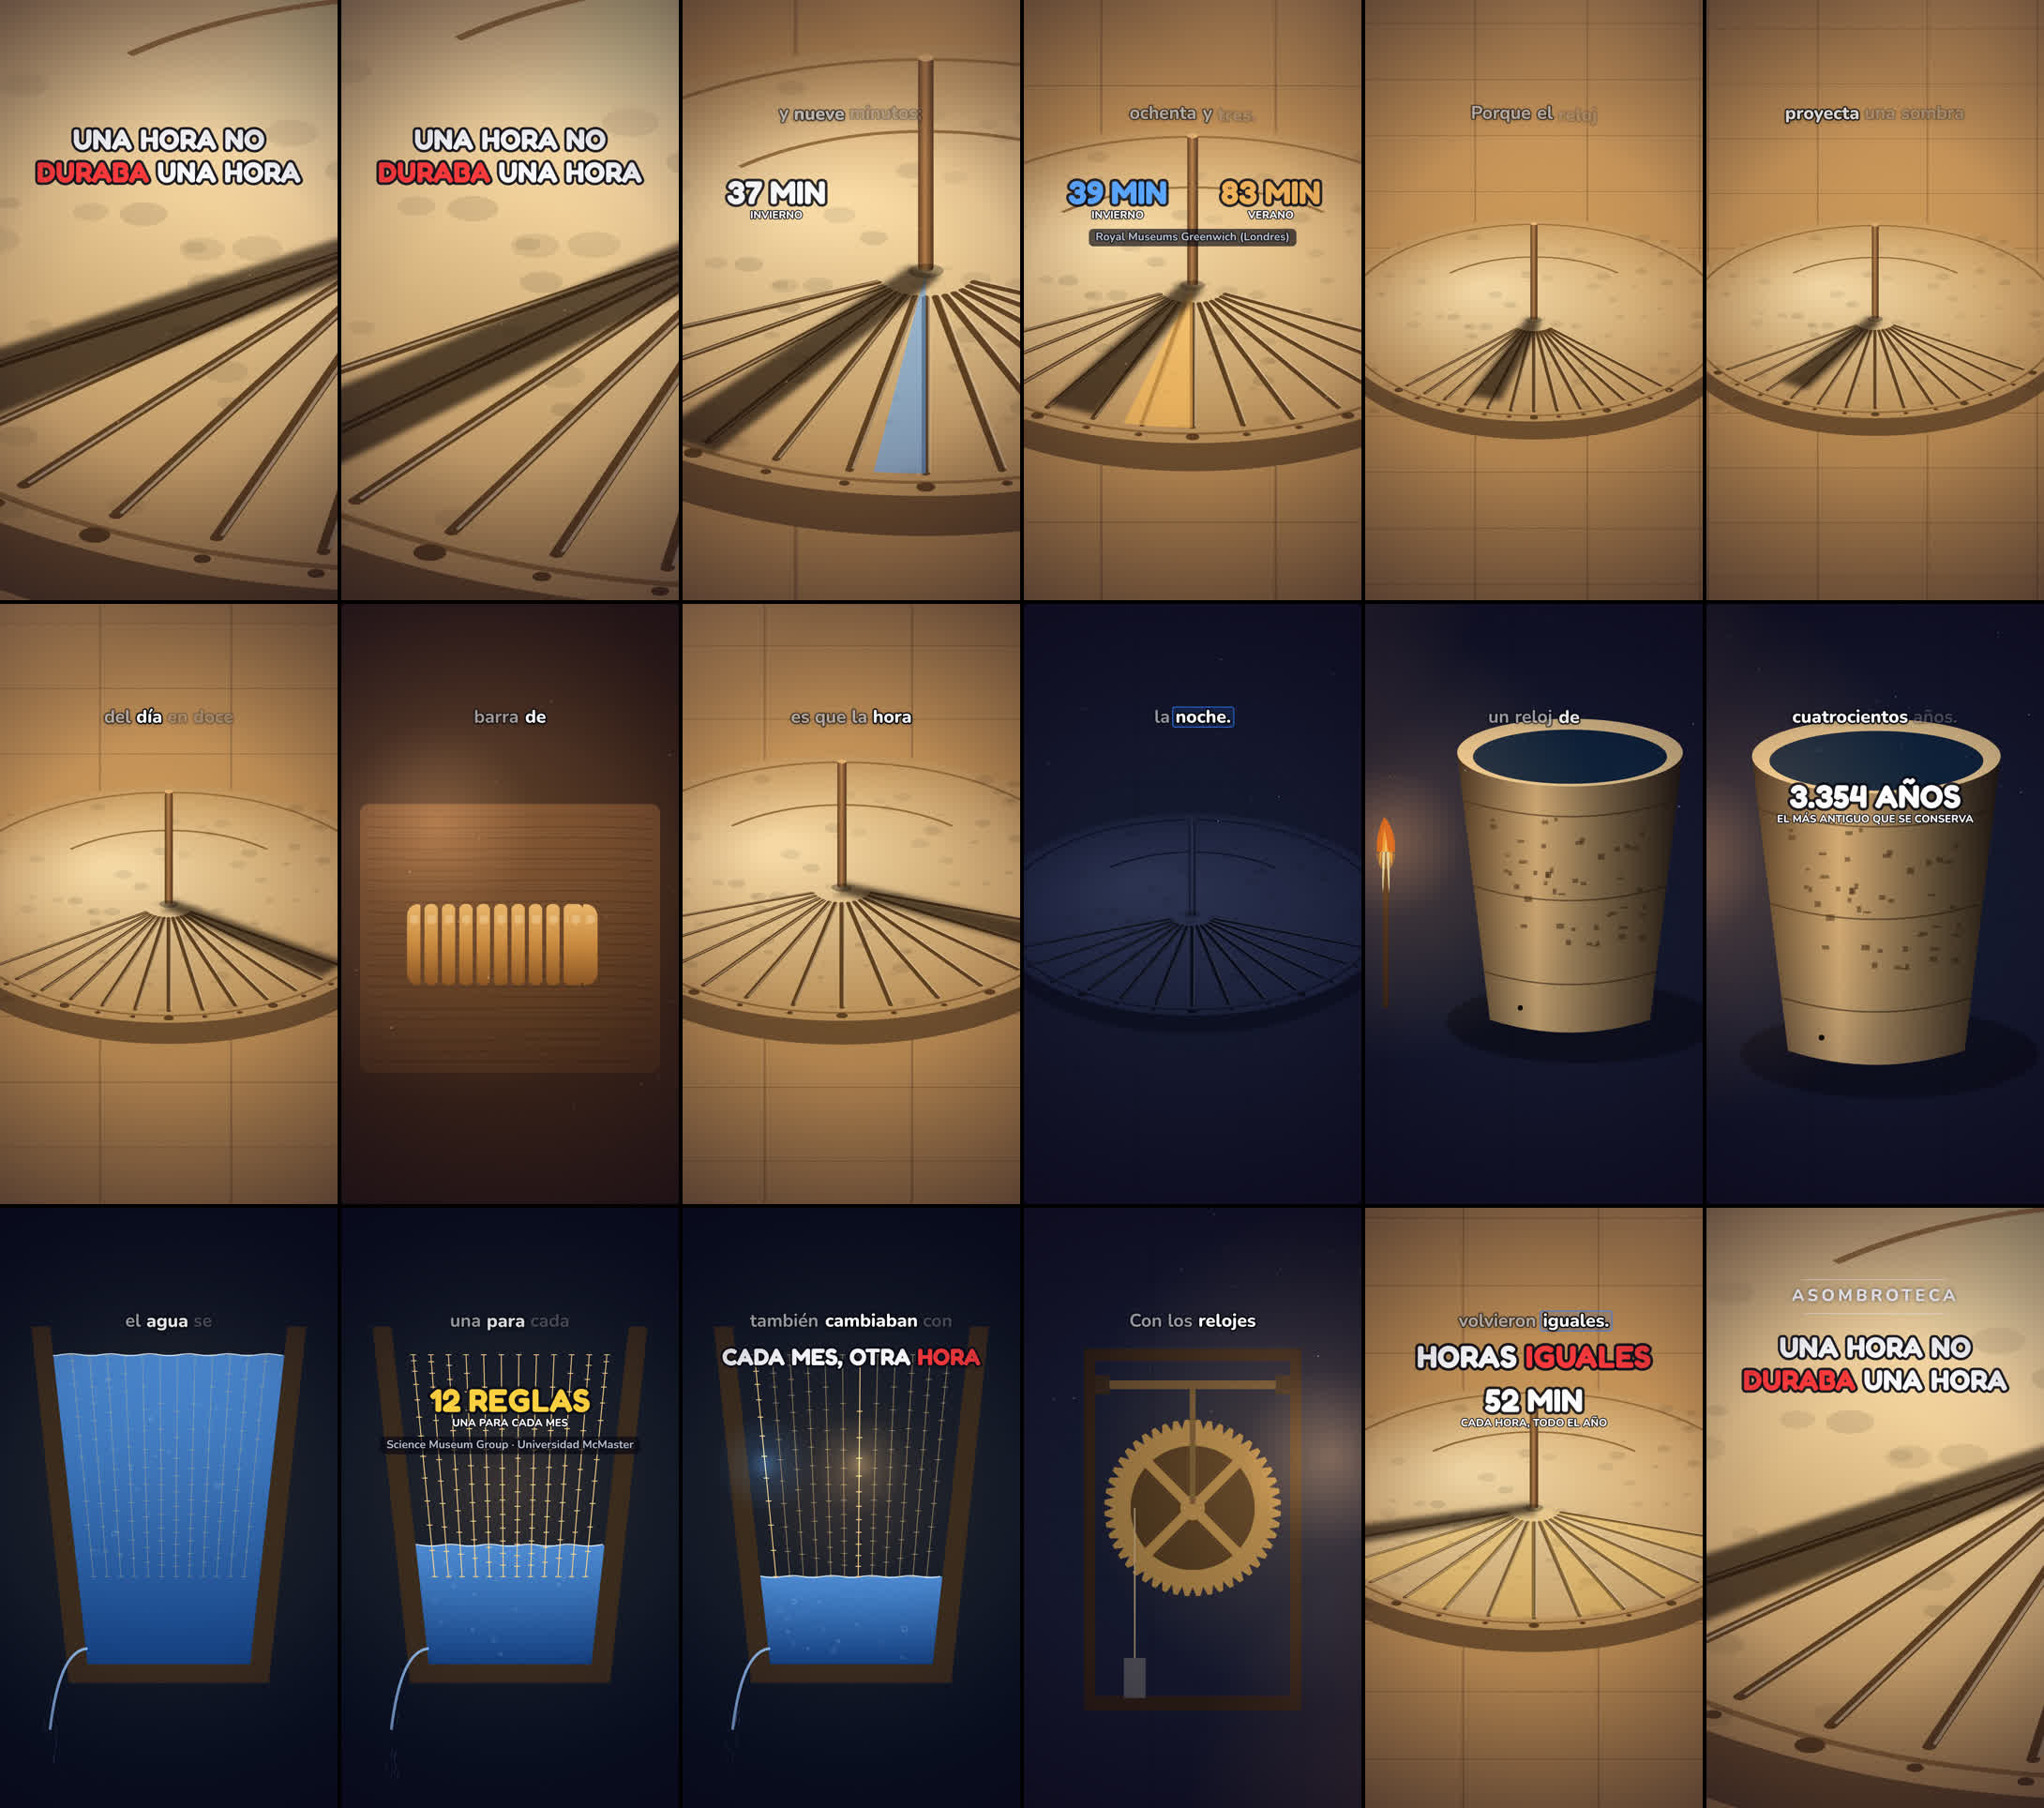 UNA HORA NO
DURABA UNA HORA
UNA HORA NO
DURABA UNA HORA
y nueve minutos:
37 MIN
INVIERNO
ochenta y tres.
39 MIN
INVIERNO
83 MIN
VERANO
Royal Museums Greenwich (Londres)
Porque el reloj
proyecta una sombra
del día en doce
barra de
es que la hora
la noche.
un reloj de
cuatrocientos años.
3.354 AÑOS
EL MÁS ANTIGUO QUE SE CONSERVA
el agua se
una para cada
12 REGLAS
UNA PARA CADA MES
Science Museum Group · Universidad McMaster
también cambiaban con
CADA MES, OTRA HORA
Con los relojes
volvieron iguales.
HORAS IGUALES
52 MIN
CADA HORA, TODO EL AÑO
ASOMBROTECA
UNA HORA NO
DURABA UNA HORA